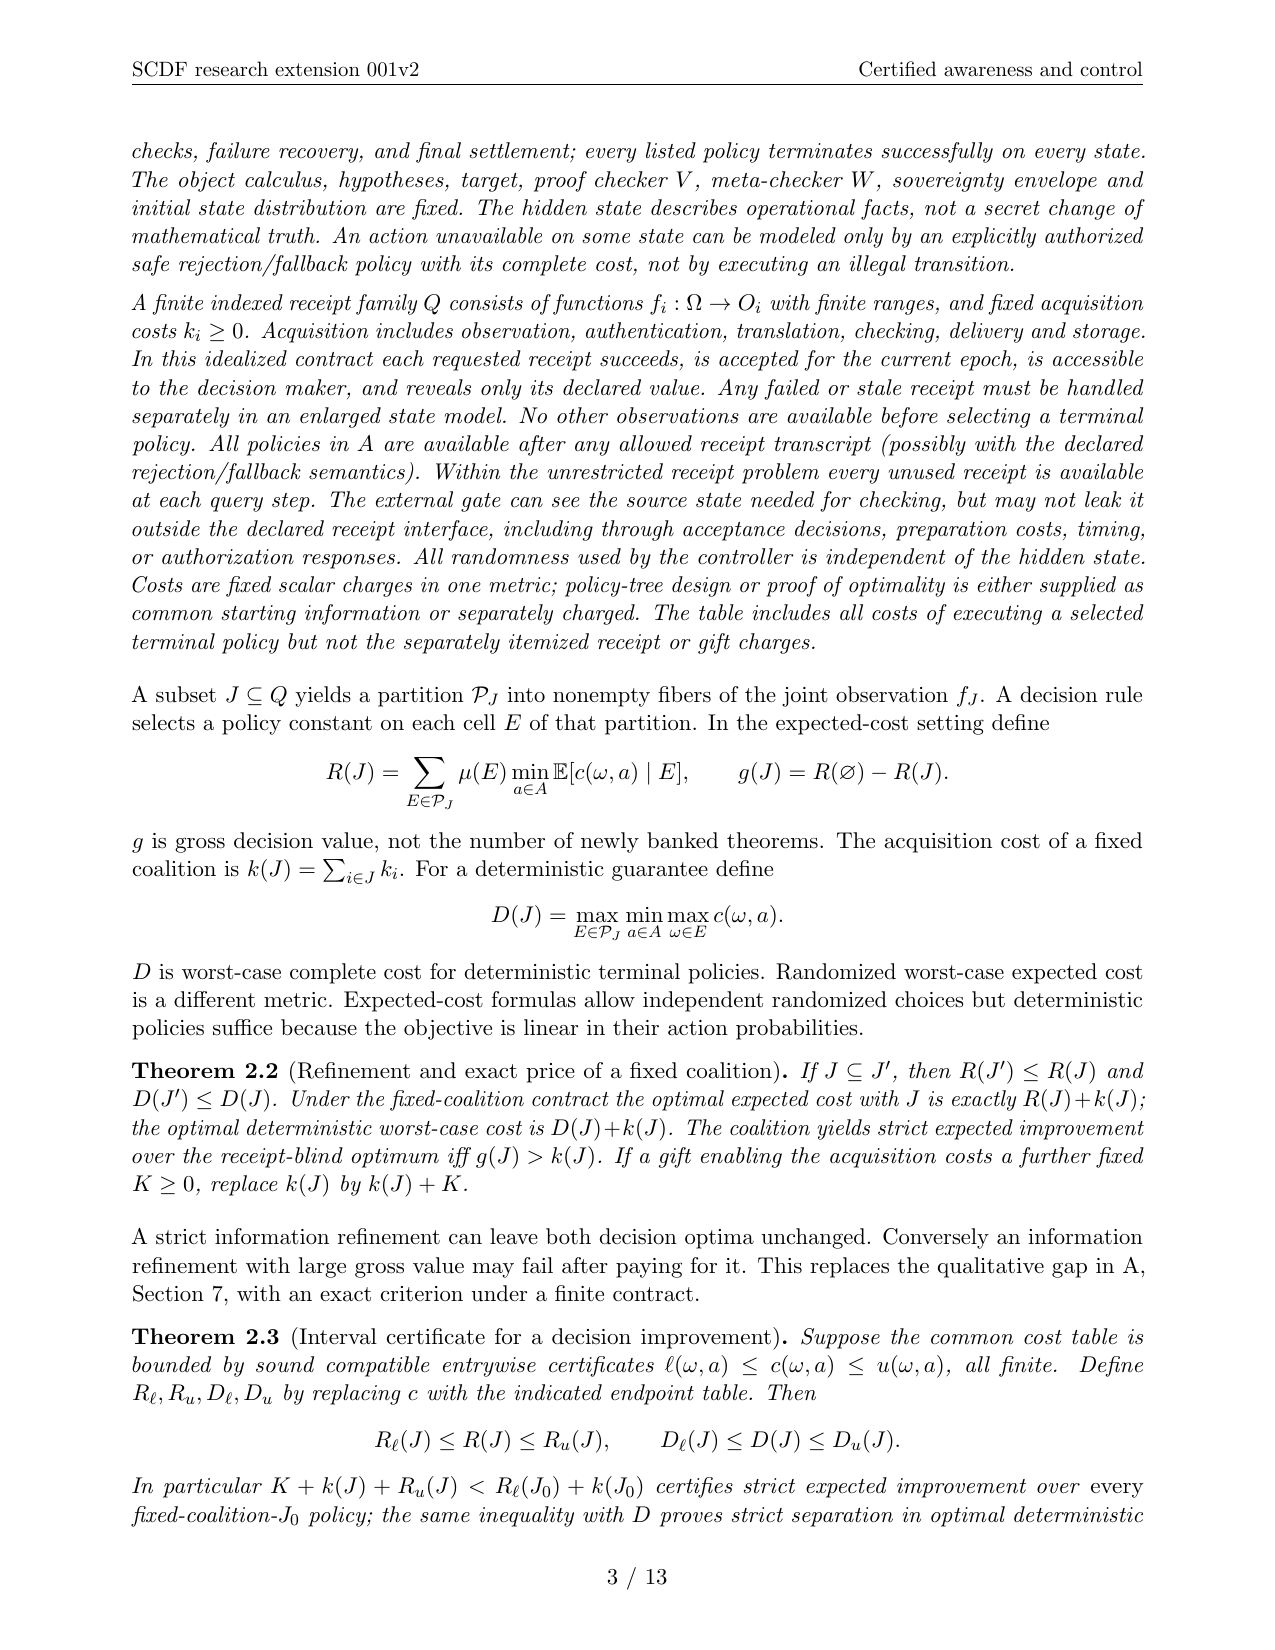 SCDF research extension 001v2 Certified awareness and control
checks, failure recovery, and final settlement; every listed policy terminates successfully on every state.
The object calculus, hypotheses, target, proof checker V, meta-checker W, sovereignty envelope and
initial state distribution are fixed. The hidden state describes operational facts, not a secret change of
mathematical truth. An action unavailable on some state can be modeled only by an explicitly authorized
safe rejection/fallback policy with its complete cost, not by executing an illegal transition.
A finite indexed receipt family Q consists of functions fᵢ : Ω → Oᵢ with finite ranges, and fixed acquisition
costs kᵢ ≥ 0. Acquisition includes observation, authentication, translation, checking, delivery and storage.
In this idealized contract each requested receipt succeeds, is accepted for the current epoch, is accessible
to the decision maker, and reveals only its declared value. Any failed or stale receipt must be handled
separately in an enlarged state model. No other observations are available before selecting a terminal
policy. All policies in A are available after any allowed receipt transcript (possibly with the declared
rejection/fallback semantics). Within the unrestricted receipt problem every unused receipt is available
at each query step. The external gate can see the source state needed for checking, but may not leak it
outside the declared receipt interface, including through acceptance decisions, preparation costs, timing,
or authorization responses. All randomness used by the controller is independent of the hidden state.
Costs are fixed scalar charges in one metric; policy-tree design or proof of optimality is either supplied as
common starting information or separately charged. The table includes all costs of executing a selected
terminal policy but not the separately itemized receipt or gift charges.
A subset J ⊆ Q yields a partition 𝒫_J into nonempty fibers of the joint observation f_J. A decision rule
selects a policy constant on each cell E of that partition. In the expected-cost setting define
R(J) = ∑_{E∈𝒫_J} μ(E) min_{a∈A} 𝔼[c(ω, a) | E], g(J) = R(∅) − R(J).
g is gross decision value, not the number of newly banked theorems. The acquisition cost of a fixed
coalition is k(J) = ∑_{i∈J} kᵢ. For a deterministic guarantee define
D(J) = max_{E∈𝒫_J} min_{a∈A} max_{ω∈E} c(ω, a).
D is worst-case complete cost for deterministic terminal policies. Randomized worst-case expected cost
is a different metric. Expected-cost formulas allow independent randomized choices but deterministic
policies suffice because the objective is linear in their action probabilities.
Theorem 2.2 (Refinement and exact price of a fixed coalition). If J ⊆ J′, then R(J′) ≤ R(J) and
D(J′) ≤ D(J). Under the fixed-coalition contract the optimal expected cost with J is exactly R(J)+k(J);
the optimal deterministic worst-case cost is D(J)+k(J). The coalition yields strict expected improvement
over the receipt-blind optimum iff g(J) > k(J). If a gift enabling the acquisition costs a further fixed
K ≥ 0, replace k(J) by k(J) + K.
A strict information refinement can leave both decision optima unchanged. Conversely an information
refinement with large gross value may fail after paying for it. This replaces the qualitative gap in A,
Section 7, with an exact criterion under a finite contract.
Theorem 2.3 (Interval certificate for a decision improvement). Suppose the common cost table is
bounded by sound compatible entrywise certificates ℓ(ω, a) ≤ c(ω, a) ≤ u(ω, a), all finite. Define
R_ℓ, R_u, D_ℓ, D_u by replacing c with the indicated endpoint table. Then
R_ℓ(J) ≤ R(J) ≤ R_u(J), D_ℓ(J) ≤ D(J) ≤ D_u(J).
In particular K + k(J) + R_u(J) < R_ℓ(J₀) + k(J₀) certifies strict expected improvement over every
fixed-coalition-J₀ policy; the same inequality with D proves strict separation in optimal deterministic
3 / 13